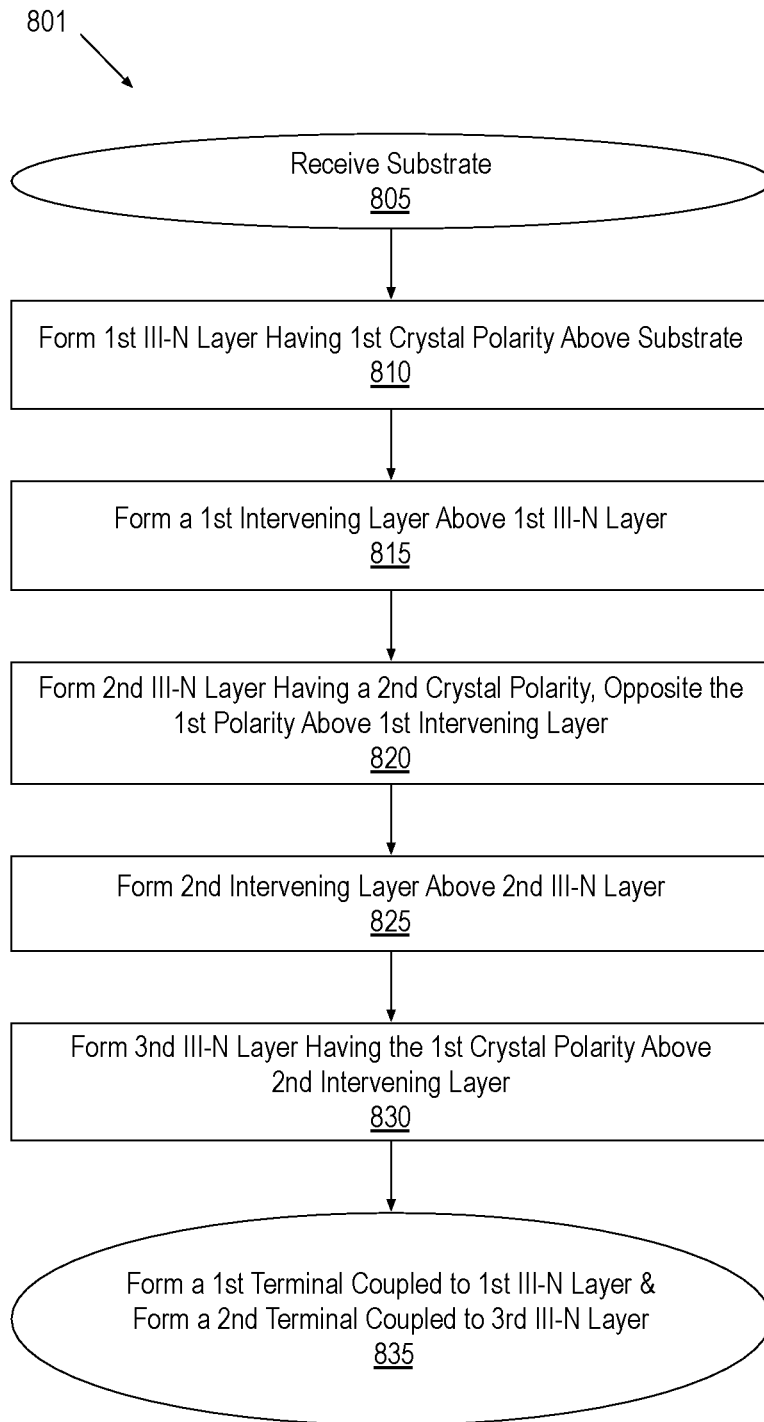 801
Receive Substrate
805
Form 1st III-N Layer Having 1st Crystal Polarity Above Substrate
810
Form a 1st Intervening Layer Above 1st III-N Layer
815
Form 2nd III-N Layer Having a 2nd Crystal Polarity, Opposite the
1st Polarity Above 1st Intervening Layer
820
Form 2nd Intervening Layer Above 2nd III-N Layer
825
Form 3nd III-N Layer Having the 1st Crystal Polarity Above
2nd Intervening Layer
830
Form a 1st Terminal Coupled to 1st III-N Layer &
Form a 2nd Terminal Coupled to 3rd III-N Layer
835